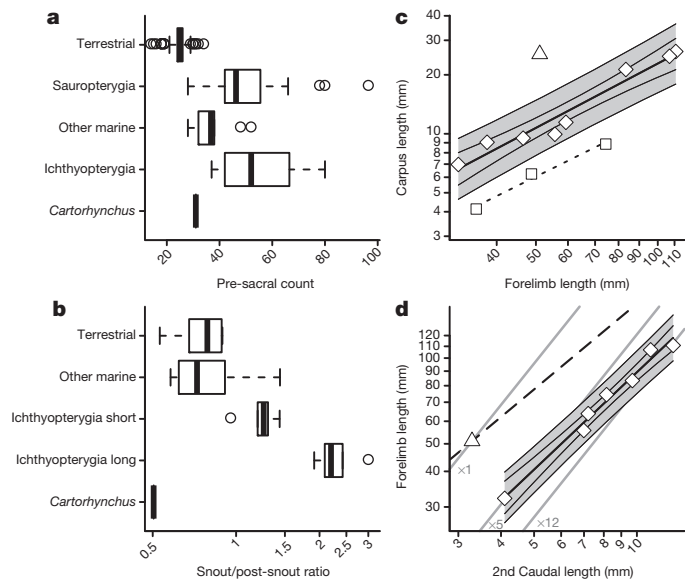 a
Terrestrial
Sauropterygia
Other marine
Ichthyopterygia
Cartorhynchus
20 40 60 80 100
Pre-sacral count
b
Terrestrial
Other marine
Ichthyopterygia short
Ichthyopterygia long
Cartorhynchus
0.5 1 1.5 2 2.5 3
Snout/post-snout ratio
c
Carpus length (mm)
40
30
20
10
9
8
7
6
5
4
3
40 50 60 70 80 90 100 110
Forelimb length (mm)
d
Forelimb length (mm)
120
110
100
90
80
70
60
50
40
30
×1
×5
×12
3 4 5 6 7 8 9 10
2nd Caudal length (mm)